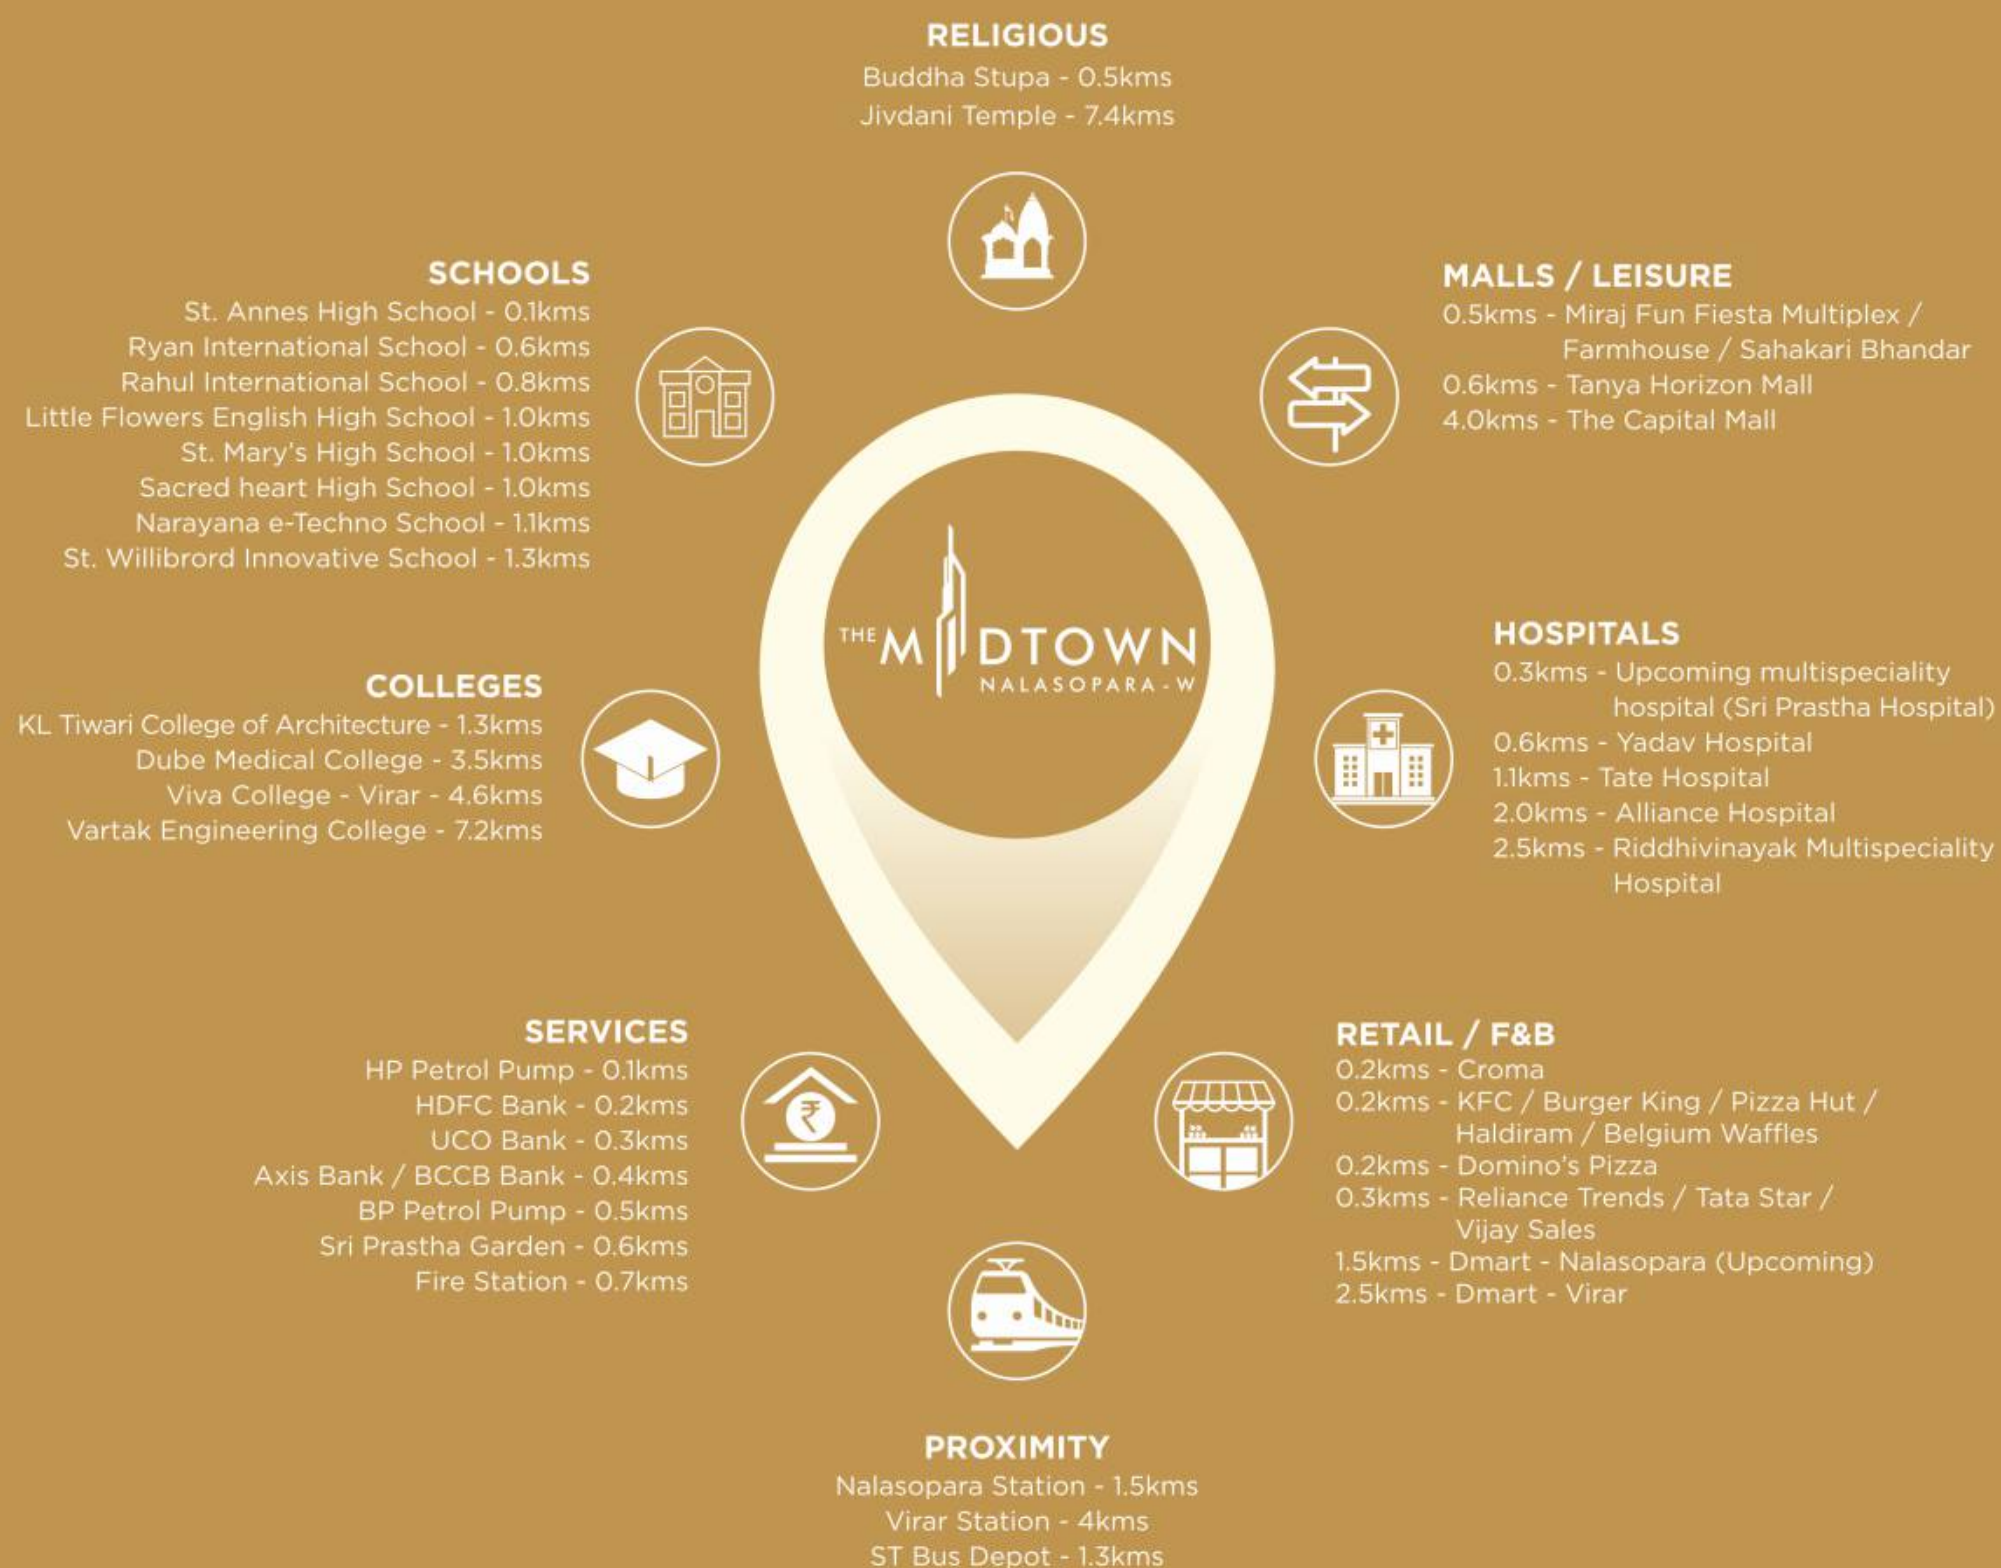 RELIGIOUS
Buddha Stupa - 0.5kms
Jivdani Temple - 7.4kms
SCHOOLS
St. Annes High School - 0.1kms
Ryan International School - 0.6kms
Rahul International School - 0.8kms
Little Flowers English High School - 1.0kms
St. Mary's High School - 1.0kms
Sacred heart High School - 1.0kms
Narayana e-Techno School - 1.1kms
St. Willibrord Innovative School - 1.3kms
MALLS / LEISURE
0.5kms - Miraj Fun Fiesta Multiplex /
Farmhouse / Sahakari Bhandar
0.6kms - Tanya Horizon Mall
4.0kms - The Capital Mall
THE MIDTOWN
NALASOPARA - W
COLLEGES
KL Tiwari College of Architecture - 1.3kms
Dube Medical College - 3.5kms
Viva College - Virar - 4.6kms
Vartak Engineering College - 7.2kms
HOSPITALS
0.3kms - Upcoming multispeciality
hospital (Sri Prastha Hospital)
0.6kms - Yadav Hospital
1.1kms - Tate Hospital
2.0kms - Alliance Hospital
2.5kms - Riddhivinayak Multispeciality
Hospital
SERVICES
HP Petrol Pump - 0.1kms
HDFC Bank - 0.2kms
UCO Bank - 0.3kms
Axis Bank / BCCB Bank - 0.4kms
BP Petrol Pump - 0.5kms
Sri Prastha Garden - 0.6kms
Fire Station - 0.7kms
₹
RETAIL / F&B
0.2kms - Croma
0.2kms - KFC / Burger King / Pizza Hut /
Haldiram / Belgium Waffles
0.2kms - Domino's Pizza
0.3kms - Reliance Trends / Tata Star /
Vijay Sales
1.5kms - Dmart - Nalasopara (Upcoming)
2.5kms - Dmart - Virar
PROXIMITY
Nalasopara Station - 1.5kms
Virar Station - 4kms
ST Bus Depot - 1.3kms